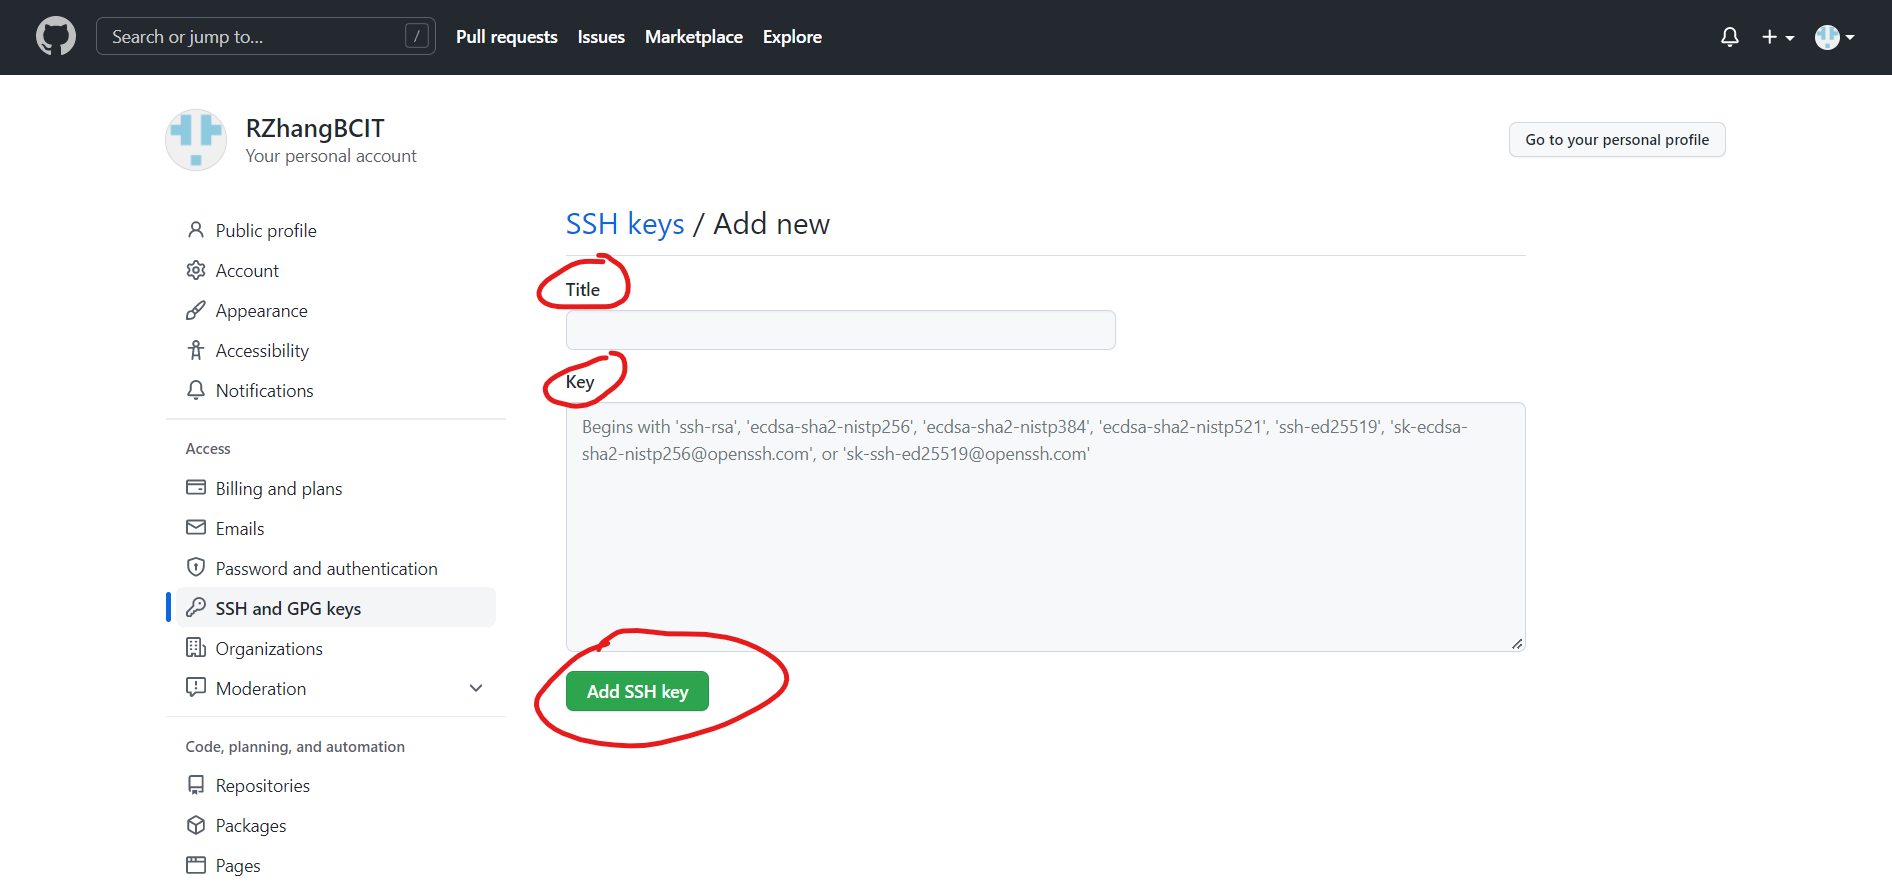 Search or jump to... /
Pull requests
Issues
Marketplace
Explore
RZhangBCIT
Your personal account
Go to your personal profile
Public profile
Account
Appearance
Accessibility
Notifications
Access
Billing and plans
Emails
Password and authentication
SSH and GPG keys
Organizations
Moderation
Code, planning, and automation
Repositories
Packages
Pages
SSH keys / Add new
Title
Key
Begins with 'ssh-rsa', 'ecdsa-sha2-nistp256', 'ecdsa-sha2-nistp384', 'ecdsa-sha2-nistp521', 'ssh-ed25519', 'sk-ecdsa-
sha2-nistp256@openssh.com', or 'sk-ssh-ed25519@openssh.com'
Add SSH key